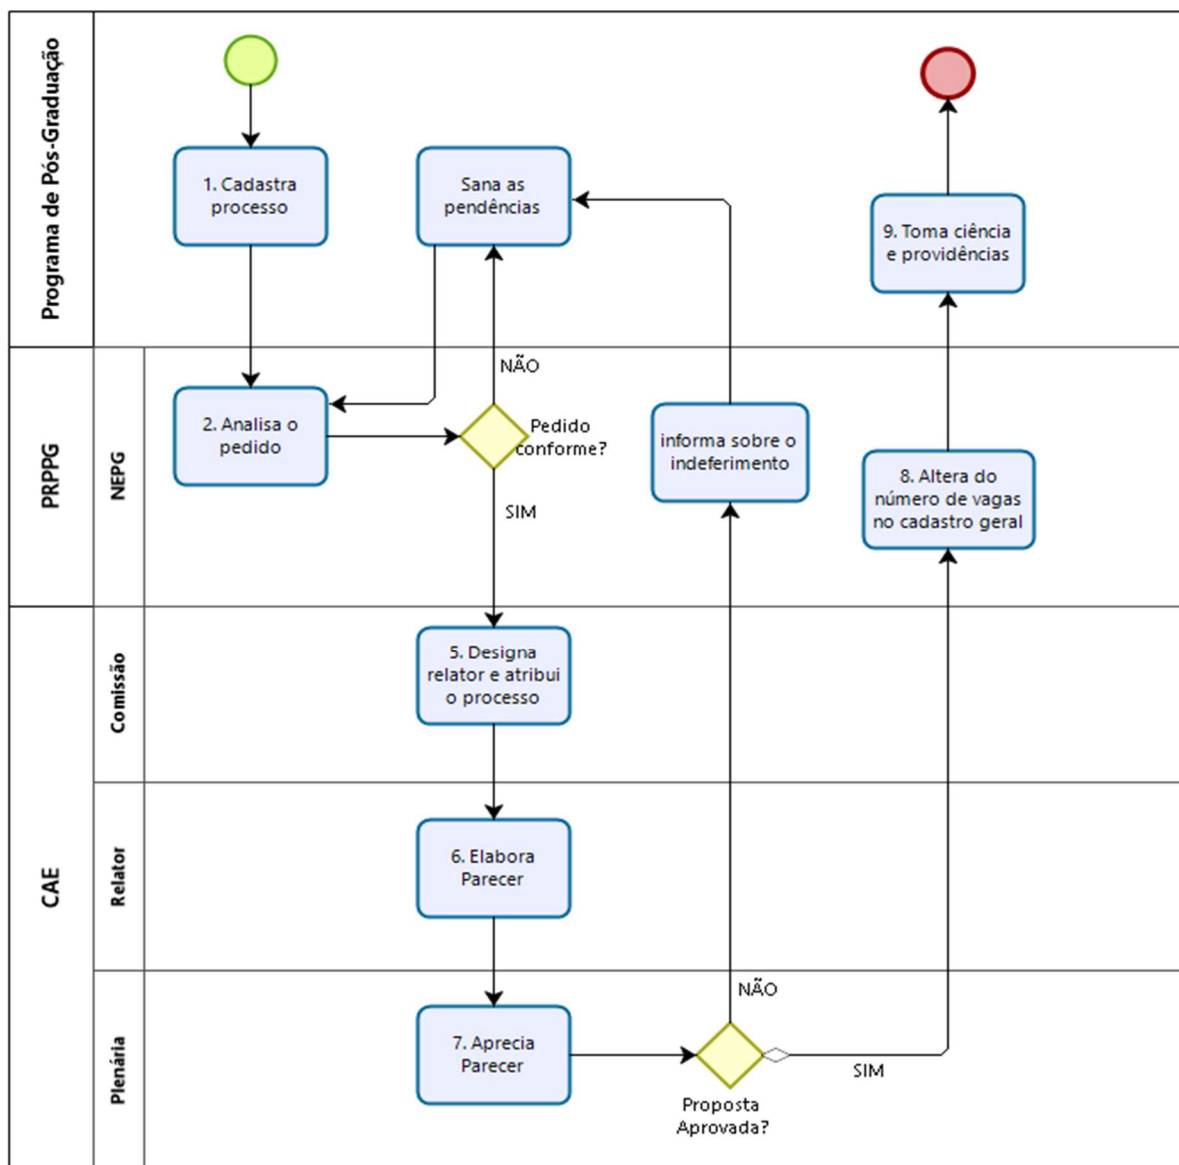 Programa de Pós-Graduação
1. Cadastra
processo
Sana as
pendências
9. Toma ciência
e providências
PRPPG
NEPG
2. Analisa o
pedido
NÃO
Pedido
conforme?
SIM
informa sobre o
indeferimento
8. Altera do
número de vagas
no cadastro geral
CAE
Comissão
5. Designa
relator e atribui
o processo
Relator
6. Elabora
Parecer
Plenária
7. Aprecia
Parecer
NÃO
Proposta
Aprovada?
SIM